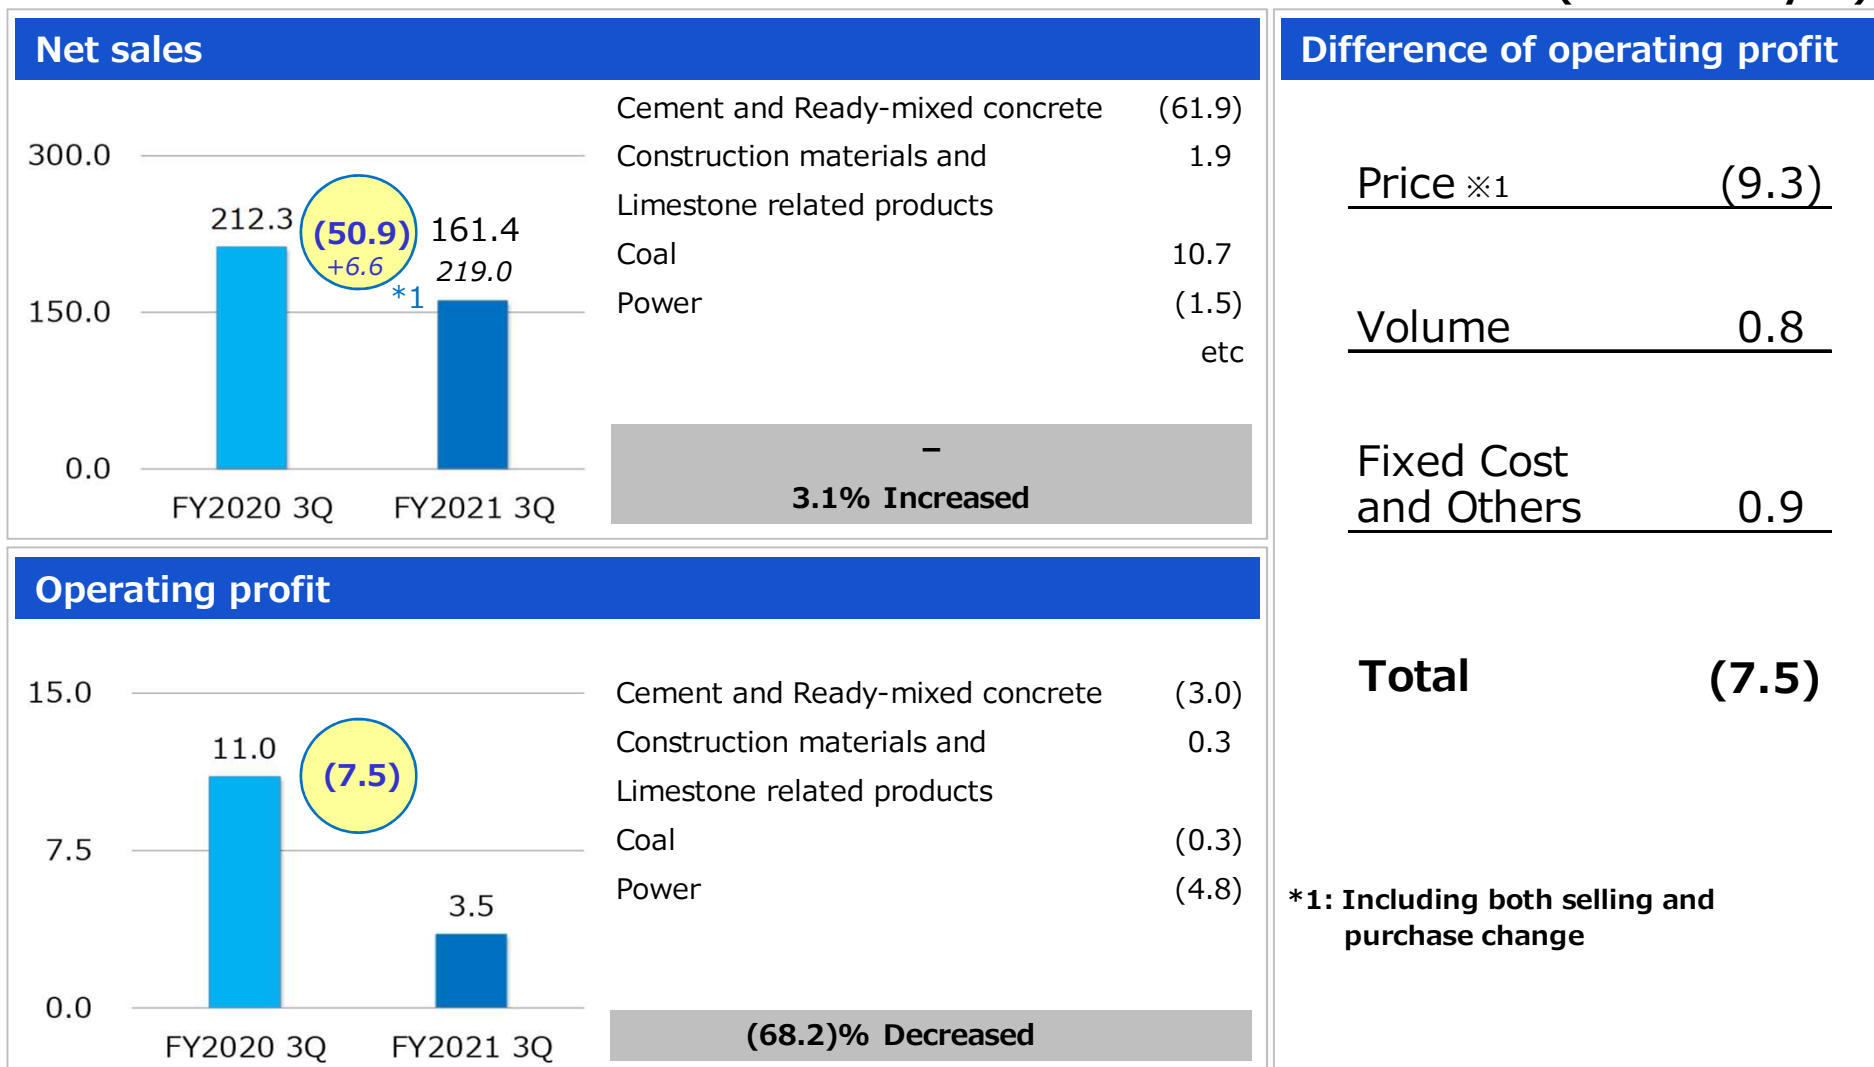 Net sales
300.0
150.0
0.0
212.3
(50.9)
+6.6
*1
161.4
219.0
FY2020 3Q
FY2021 3Q
Cement and Ready-mixed concrete (61.9)
Construction materials and 1.9
Limestone related products
Coal 10.7
Power (1.5)
etc
–
3.1% Increased
Operating profit
15.0
7.5
0.0
11.0
(7.5)
3.5
FY2020 3Q
FY2021 3Q
Cement and Ready-mixed concrete (3.0)
Construction materials and 0.3
Limestone related products
Coal (0.3)
Power (4.8)
(68.2)% Decreased
Difference of operating profit
Price ※1 (9.3)
Volume 0.8
Fixed Cost
and Others 0.9
Total (7.5)
*1: Including both selling and
purchase change